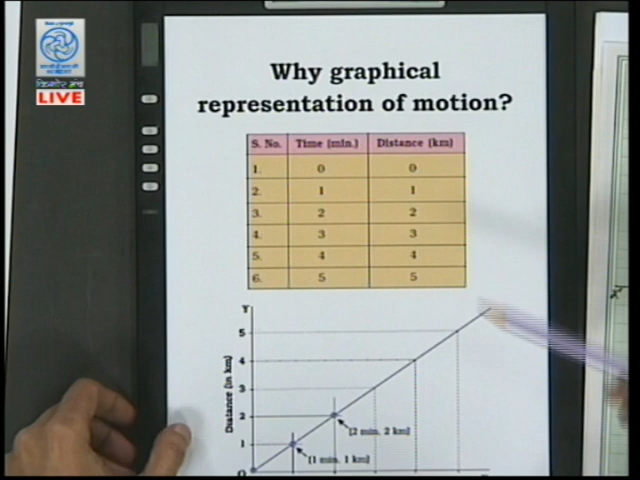 किशोर मंच
LIVE
Why graphical
representation of motion?
S. No. Time (min.) Distance (km)
1. 0 0
2. 1 1
3. 2 2
4. 3 3
5. 4 4
6. 5 5
Y
5
4
3
2
1
O
Distance (in km)
(2 min. 2 km)
(1 min. 1 km)